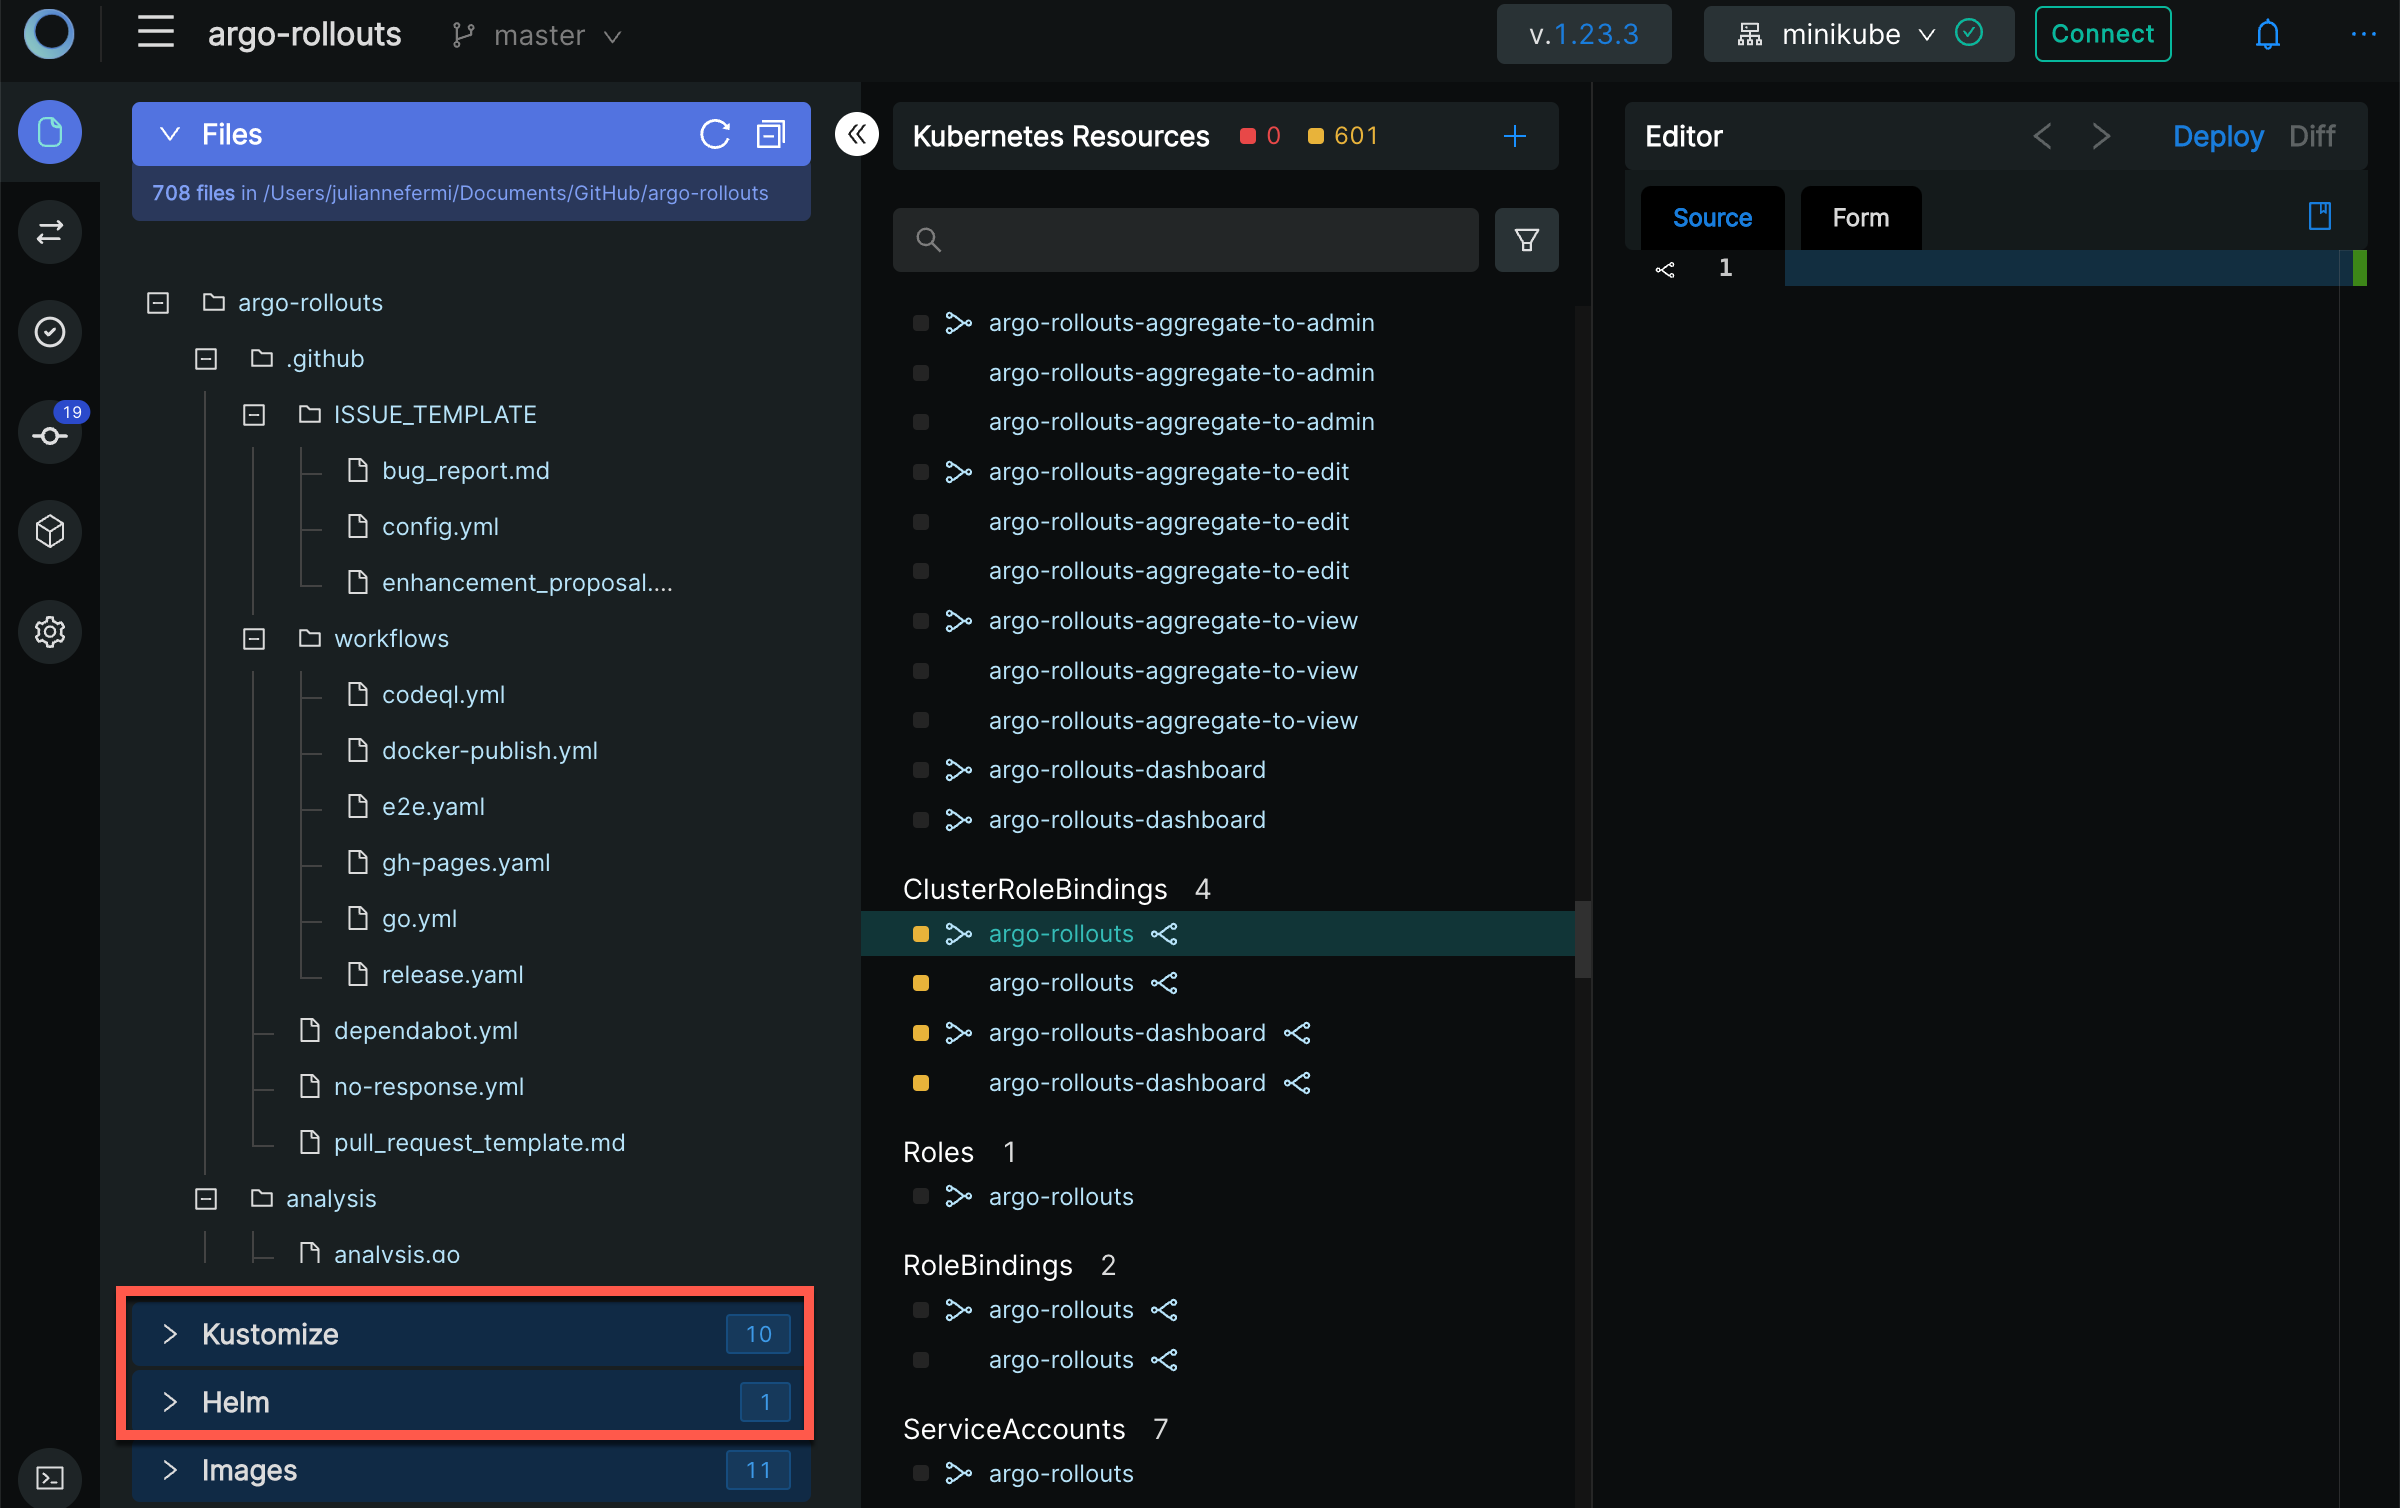 argo-rollouts master v.1.23.3 minikube Connect
19
Files
708 files in /Users/juliannefermi/Documents/GitHub/argo-rollouts
argo-rollouts
.github
ISSUE_TEMPLATE
bug_report.md
config.yml
enhancement_proposal....
workflows
codeql.yml
docker-publish.yml
e2e.yaml
gh-pages.yaml
go.yml
release.yaml
dependabot.yml
no-response.yml
pull_request_template.md
analysis
analysis.go
Kustomize 10
Helm 1
Images 11
Kubernetes Resources 0 601
argo-rollouts-aggregate-to-admin
argo-rollouts-aggregate-to-admin
argo-rollouts-aggregate-to-admin
argo-rollouts-aggregate-to-edit
argo-rollouts-aggregate-to-edit
argo-rollouts-aggregate-to-edit
argo-rollouts-aggregate-to-view
argo-rollouts-aggregate-to-view
argo-rollouts-aggregate-to-view
argo-rollouts-dashboard
argo-rollouts-dashboard
ClusterRoleBindings 4
argo-rollouts
argo-rollouts
argo-rollouts-dashboard
argo-rollouts-dashboard
Roles 1
argo-rollouts
RoleBindings 2
argo-rollouts
argo-rollouts
ServiceAccounts 7
argo-rollouts
Editor Deploy Diff
Source Form
1